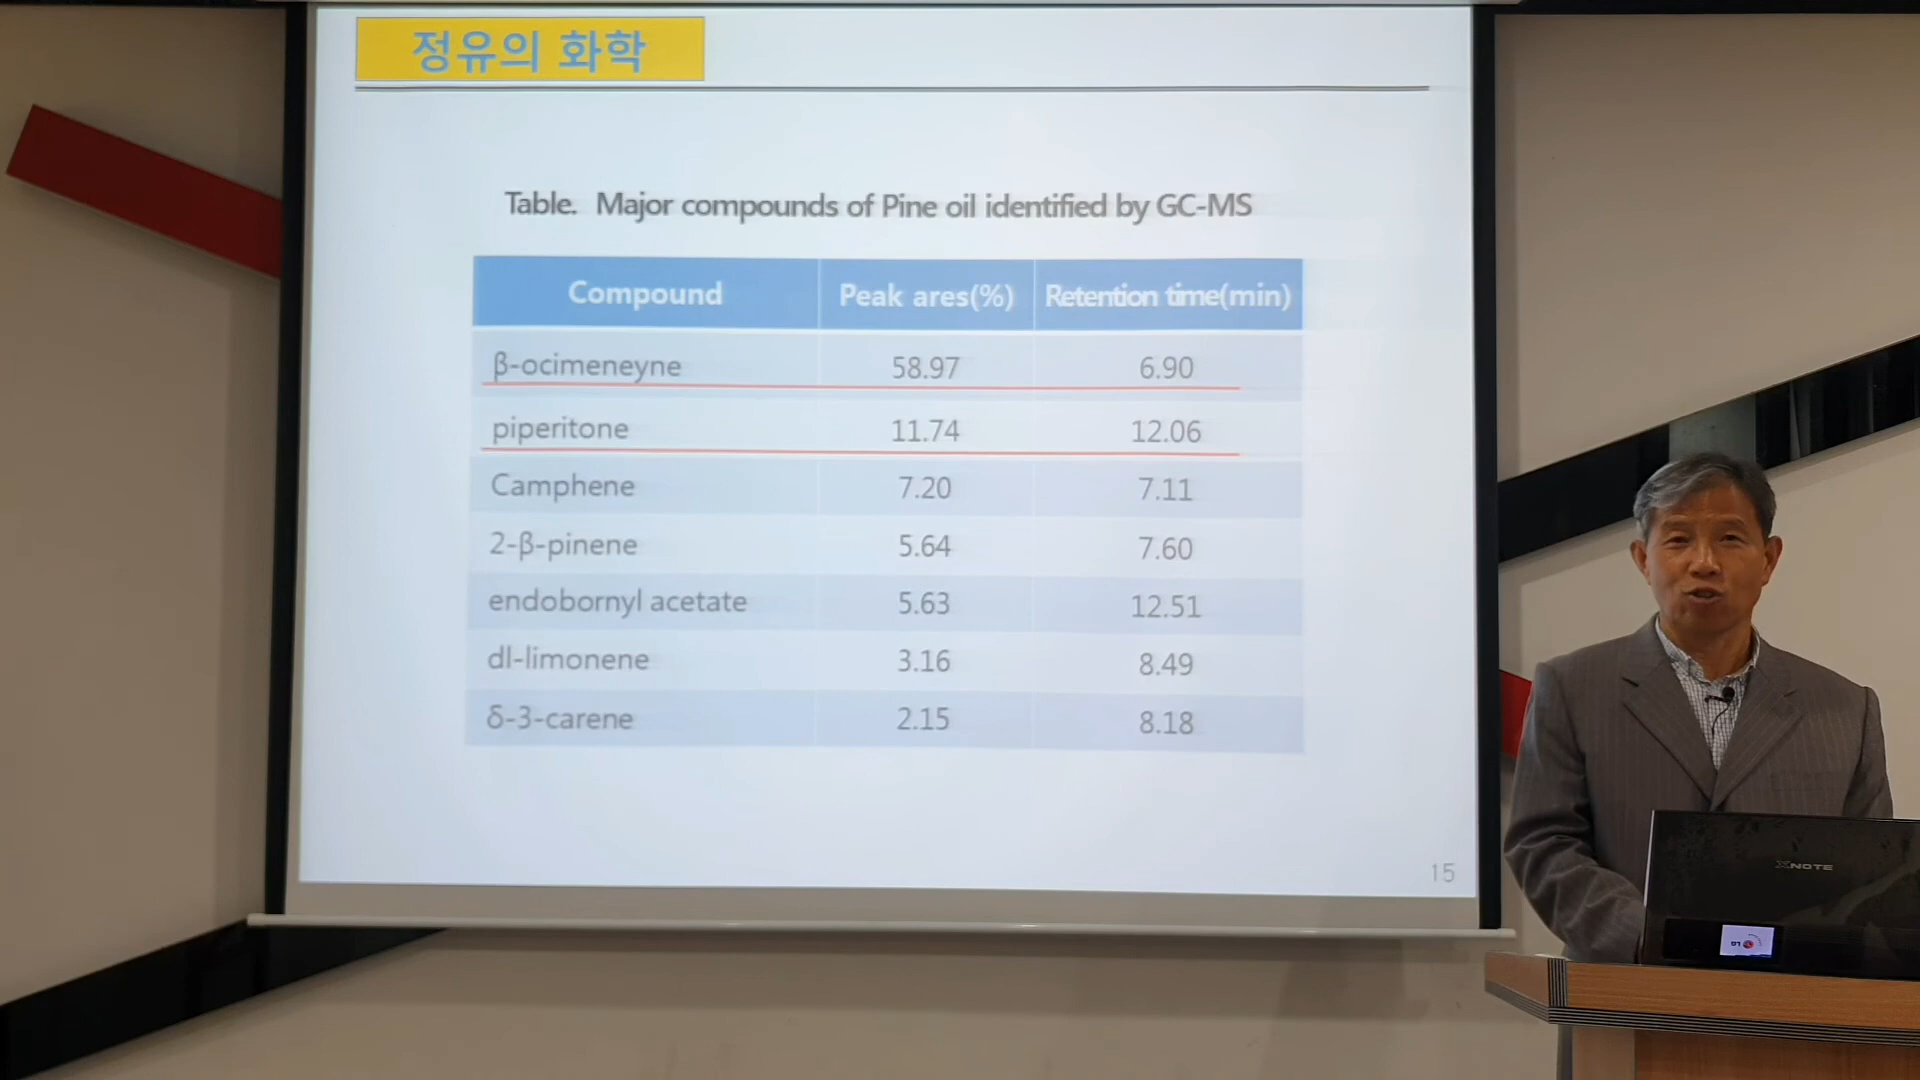 정유의 화학
Table. Major compounds of Pine oil identified by GC-MS
Compound Peak ares(%) Retention time(min)
β-ocimeneyne 58.97 6.90
piperitone 11.74 12.06
Camphene 7.20 7.11
2-β-pinene 5.64 7.60
endobornyl acetate 5.63 12.51
dl-limonene 3.16 8.49
δ-3-carene 2.15 8.18
15
XNOTE
LG